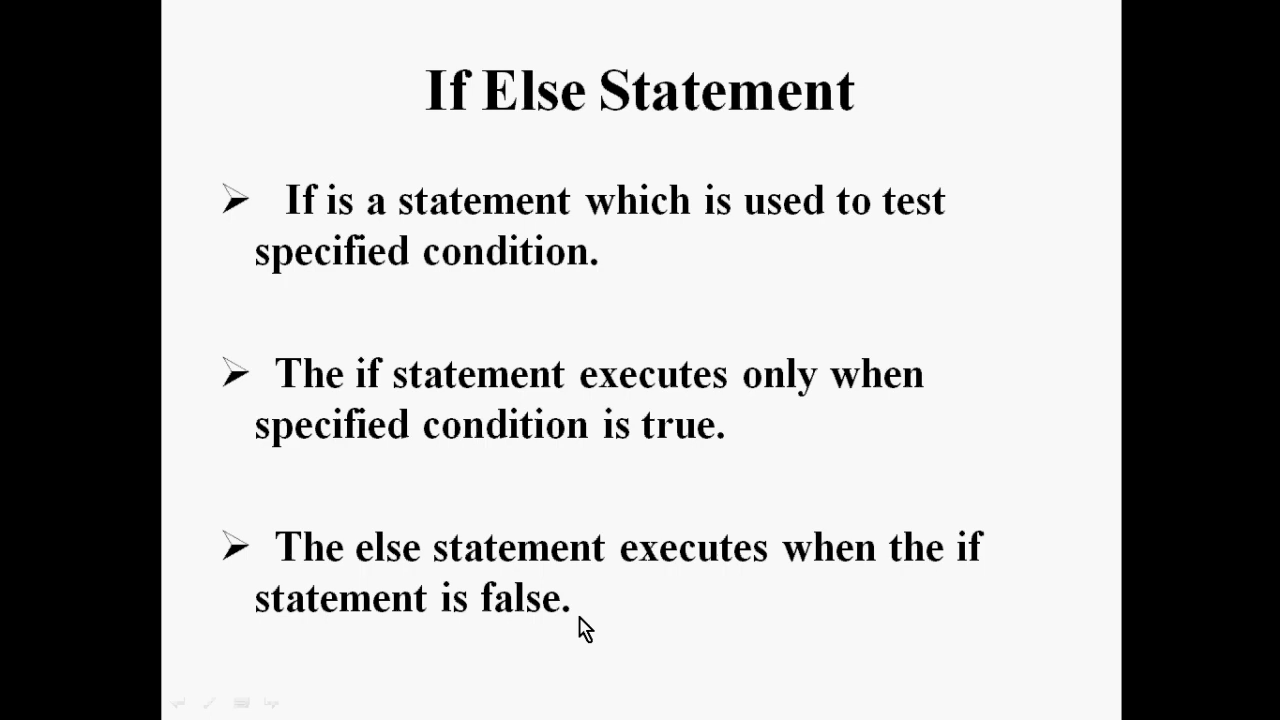 If Else Statement
➢ If is a statement which is used to test
specified condition.
➢ The if statement executes only when
specified condition is true.
➢ The else statement executes when the if
statement is false.